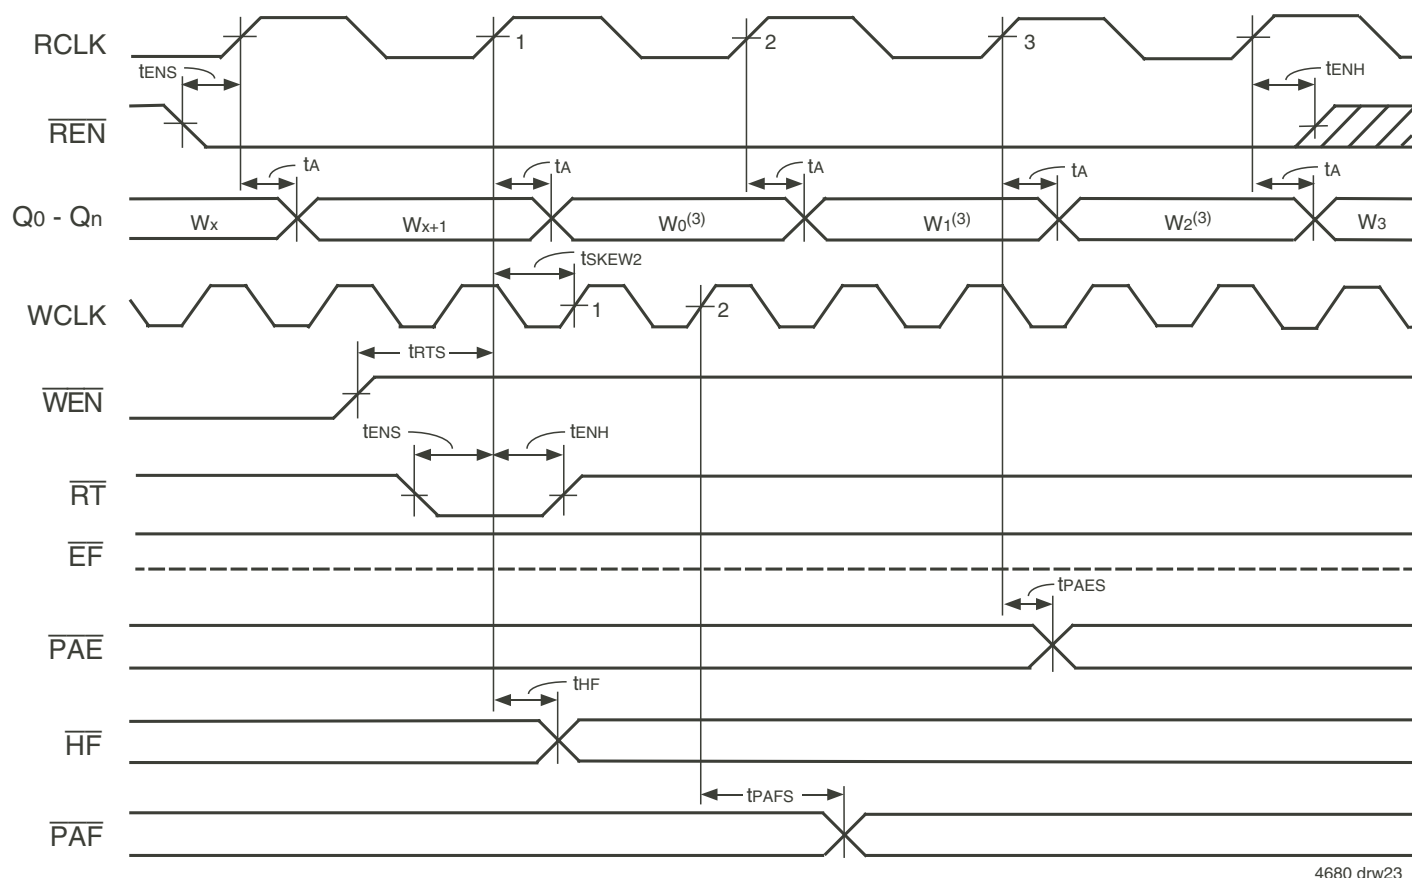 RCLK 1 2 3
tENS tENH
REN
tA tA tA tA tA
Q0 - Qn Wx Wx+1 W0(3) W1(3) W2(3) W3
tSKEW2
WCLK 1 2
tRTS
WEN
tENS tENH
RT
EF
tPAES
PAE
tHF
HF
tPAFS
PAF
4680 drw23